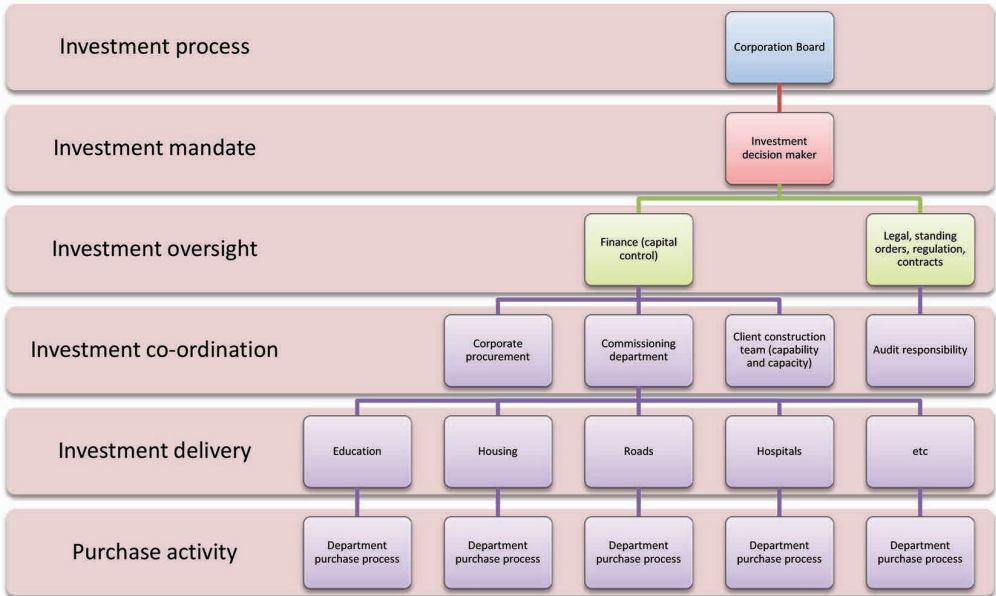 Investment process
Corporation Board
Investment mandate
Investment
decision maker
Investment oversight
Finance (capital
control)
Legal, standing
orders, regulation,
contracts
Investment co-ordination
Corporate
procurement
Commissioning
department
Client construction
team (capability
and capacity)
Audit responsibility
Investment delivery
Education
Housing
Roads
Hospitals
etc
Purchase activity
Department
purchase process
Department
purchase process
Department
purchase process
Department
purchase process
Department
purchase process